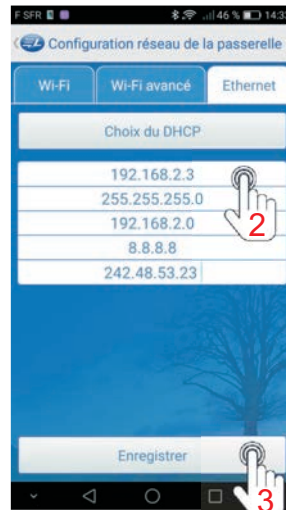 F SFR 46 % 14:33
Configuration réseau de la passerelle
Wi-Fi
Wi-Fi avancé
Ethernet
Choix du DHCP
192.168.2.3
255.255.255.0
2
192.168.2.0
8.8.8.8
242.48.53.23
Enregistrer
3